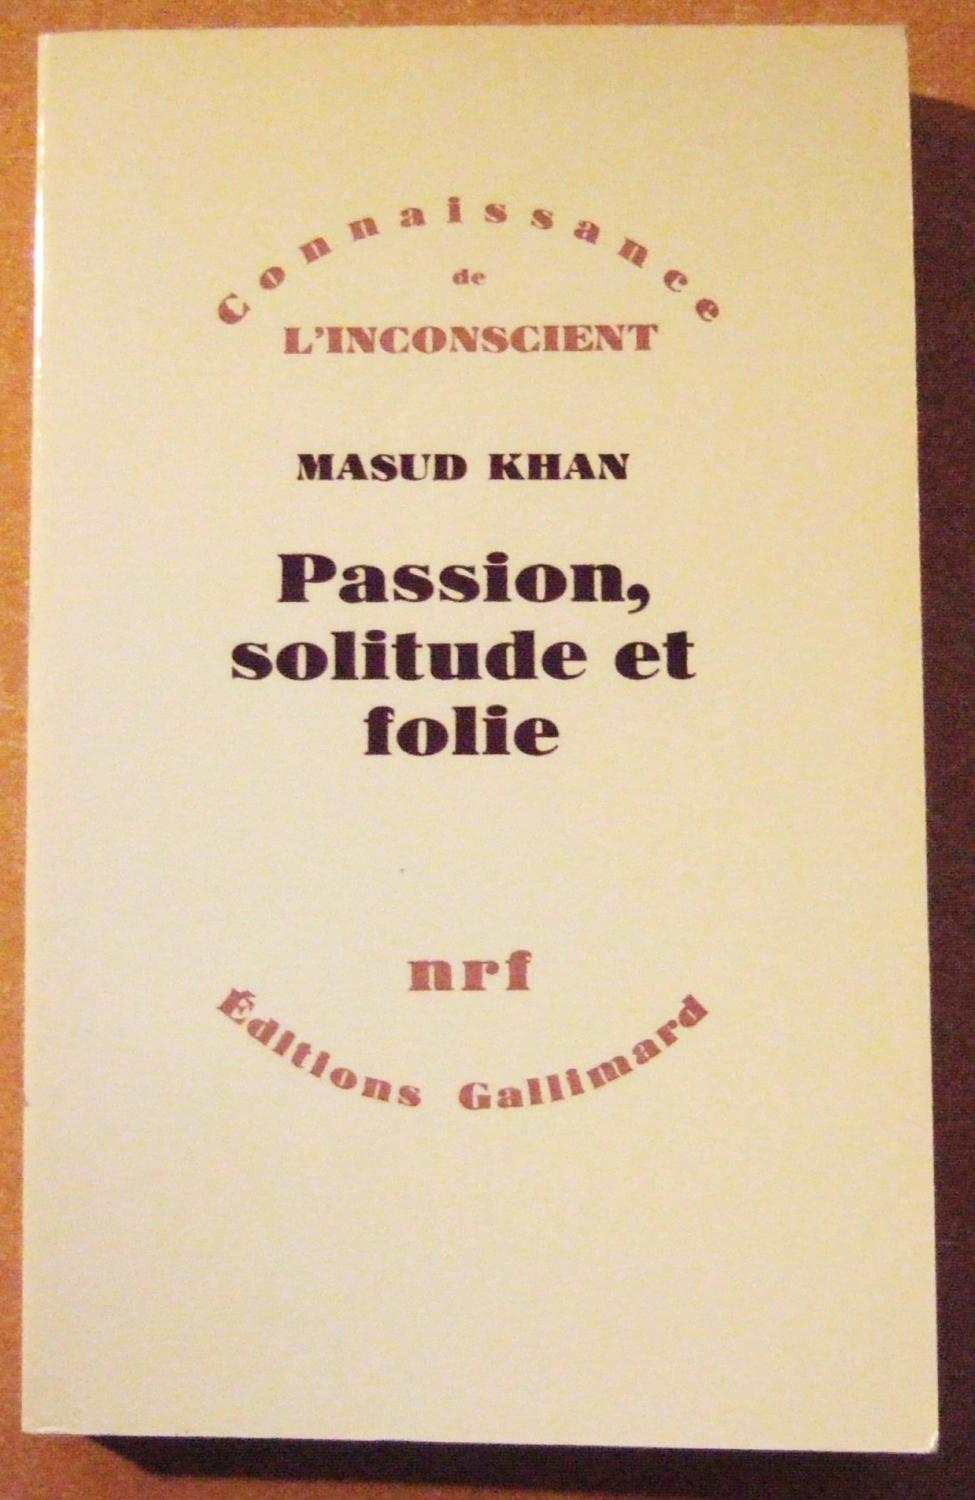 Connaissance
de
L'INCONSCIENT
MASUD KHAN
Passion,
solitude et
folie
nrf
Éditions Gallimard